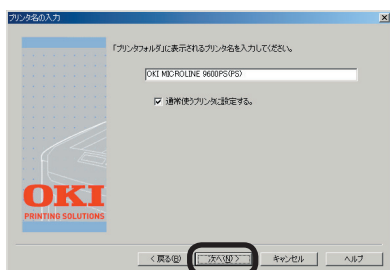 プリンタ名の入力
「プリンタフォルダ」に表示されるプリンタ名を入力してください。
OKI MICROLINE 9600PS(PS)
通常使うプリンタに設定する。
OKI
PRINTING SOLUTIONS
< 戻る(B)
次へ(N) >
キャンセル
ヘルプ